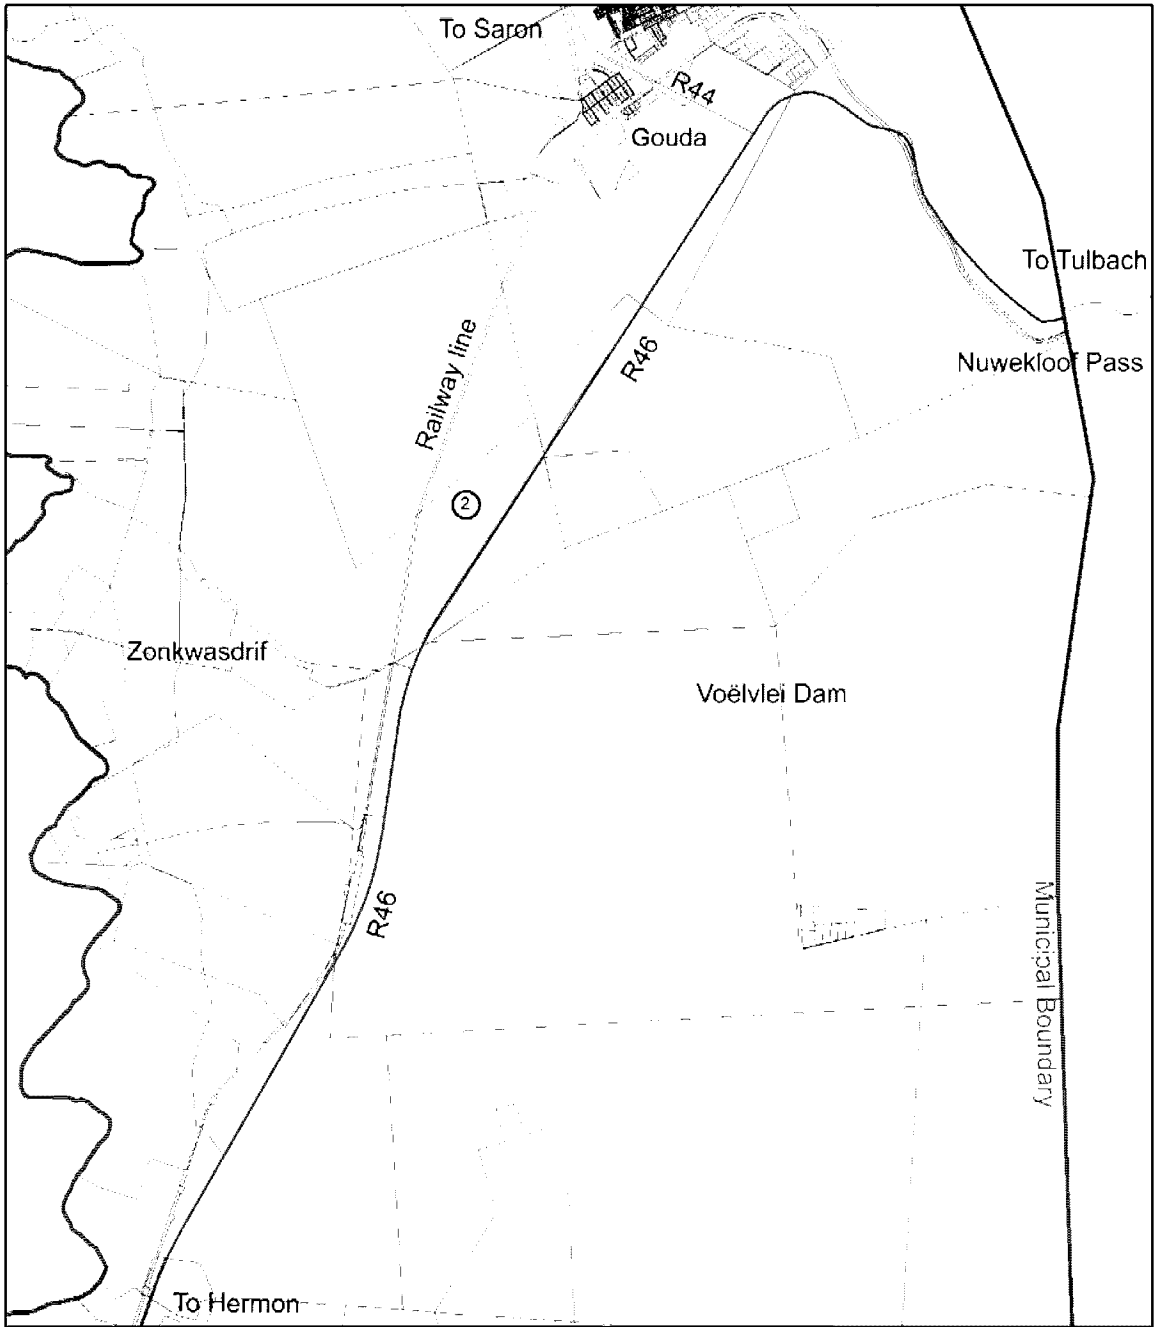 To Saron
R44
Gouda
To Tulbach
Railway line
R46
Nuwekloof Pass
2
Zonkwasdrif
Voëlvlei Dam
R46
Municipal Boundary
To Hermon